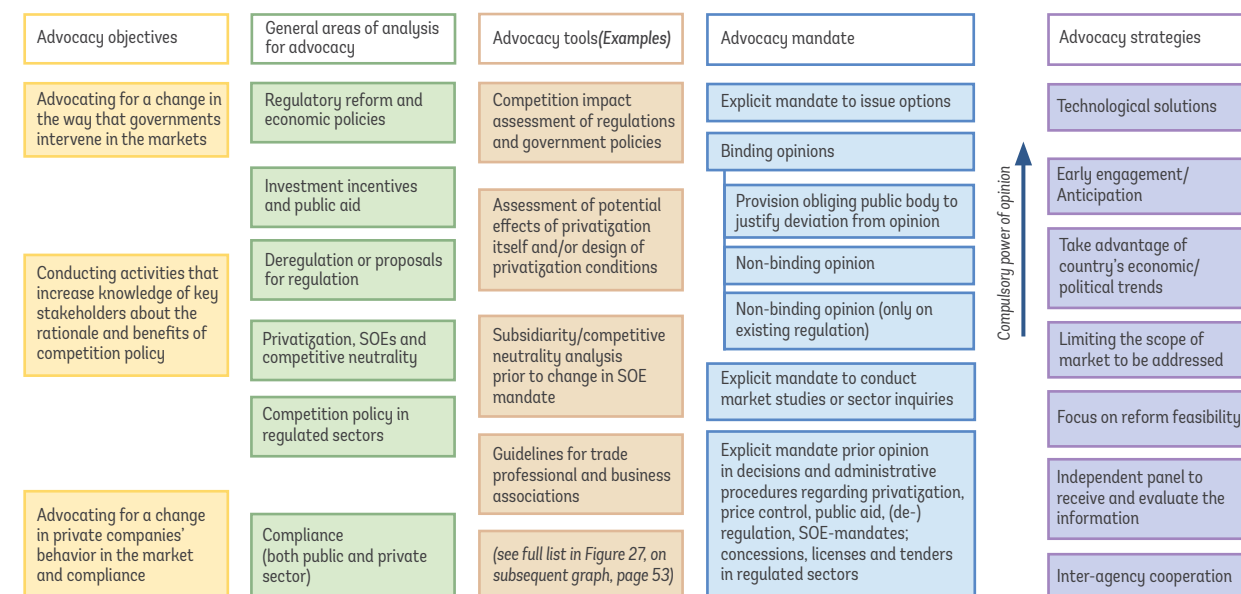 Advocacy objectives
Advocating for a change in
the way that governments
intervene in the markets
Conducting activities that
increase knowledge of key
stakeholders about the
rationale and benefits of
competition policy
Advocating for a change
in private companies'
behavior in the market
and compliance
General areas of analysis
for advocacy
Regulatory reform and
economic policies
Investment incentives
and public aid
Deregulation or proposals
for regulation
Privatization, SOEs and
competitive neutrality
Competition policy in
regulated sectors
Compliance
(both public and private
sector)
Advocacy tools(Examples)
Competition impact
assessment of regulations
and government policies
Assessment of potential
effects of privatization
itself and/or design of
privatization conditions
Subsidiarity/competitive
neutrality analysis
prior to change in SOE
mandate
Guidelines for trade
professional and business
associations
(see full list in Figure 27, on
subsequent graph, page 53)
Advocacy mandate
Explicit mandate to issue options
Binding opinions
Provision obliging public body to
justify deviation from opinion
Non-binding opinion
Non-binding opinion (only on
existing regulation)
Explicit mandate to conduct
market studies or sector inquiries
Explicit mandate prior opinion
in decisions and administrative
procedures regarding privatization,
price control, public aid, (de-)
regulation, SOE-mandates;
concessions, licenses and tenders
in regulated sectors
Compulsory power of opinion
Advocacy strategies
Technological solutions
Early engagement/
Anticipation
Take advantage of
country's economic/
political trends
Limiting the scope of
market to be addressed
Focus on reform feasibility
Independent panel to
receive and evaluate the
information
Inter-agency cooperation